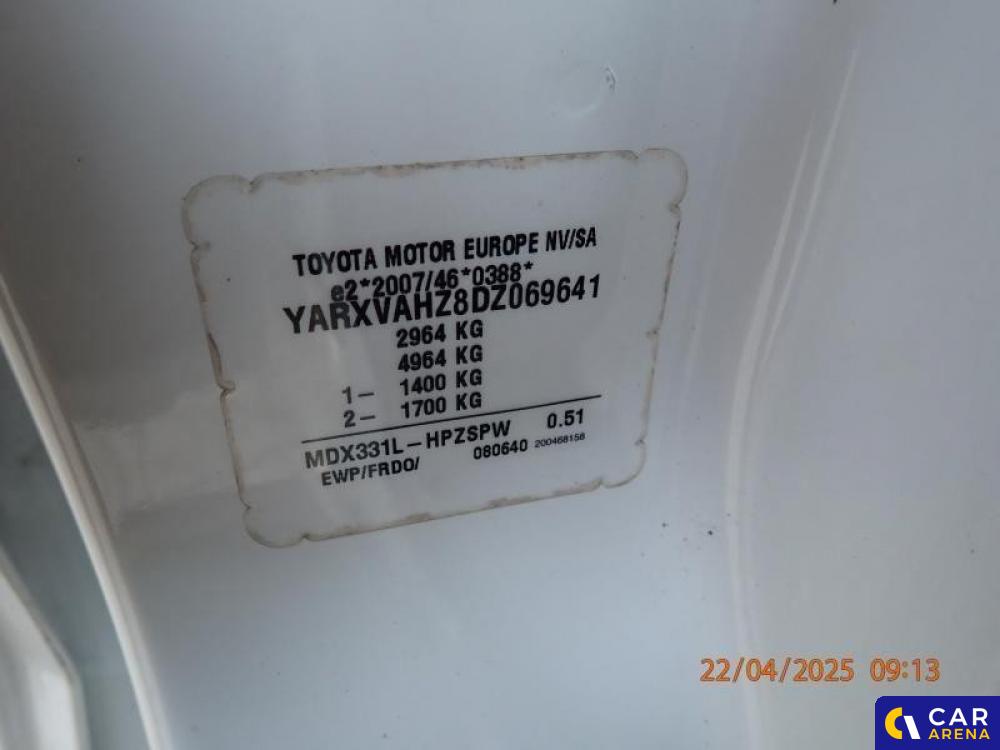 TOYOTA MOTOR EUROPE NV/SA
e2*2007/46*0388*
YARXVAHZ8DZ069641
2964 KG
4964 KG
1- 1400 KG
2- 1700 KG
MDX331L-HPZSPW 0.51
EWP/FRDO/ 080640 200468158
22/04/2025 09:13
CAR
ARENA